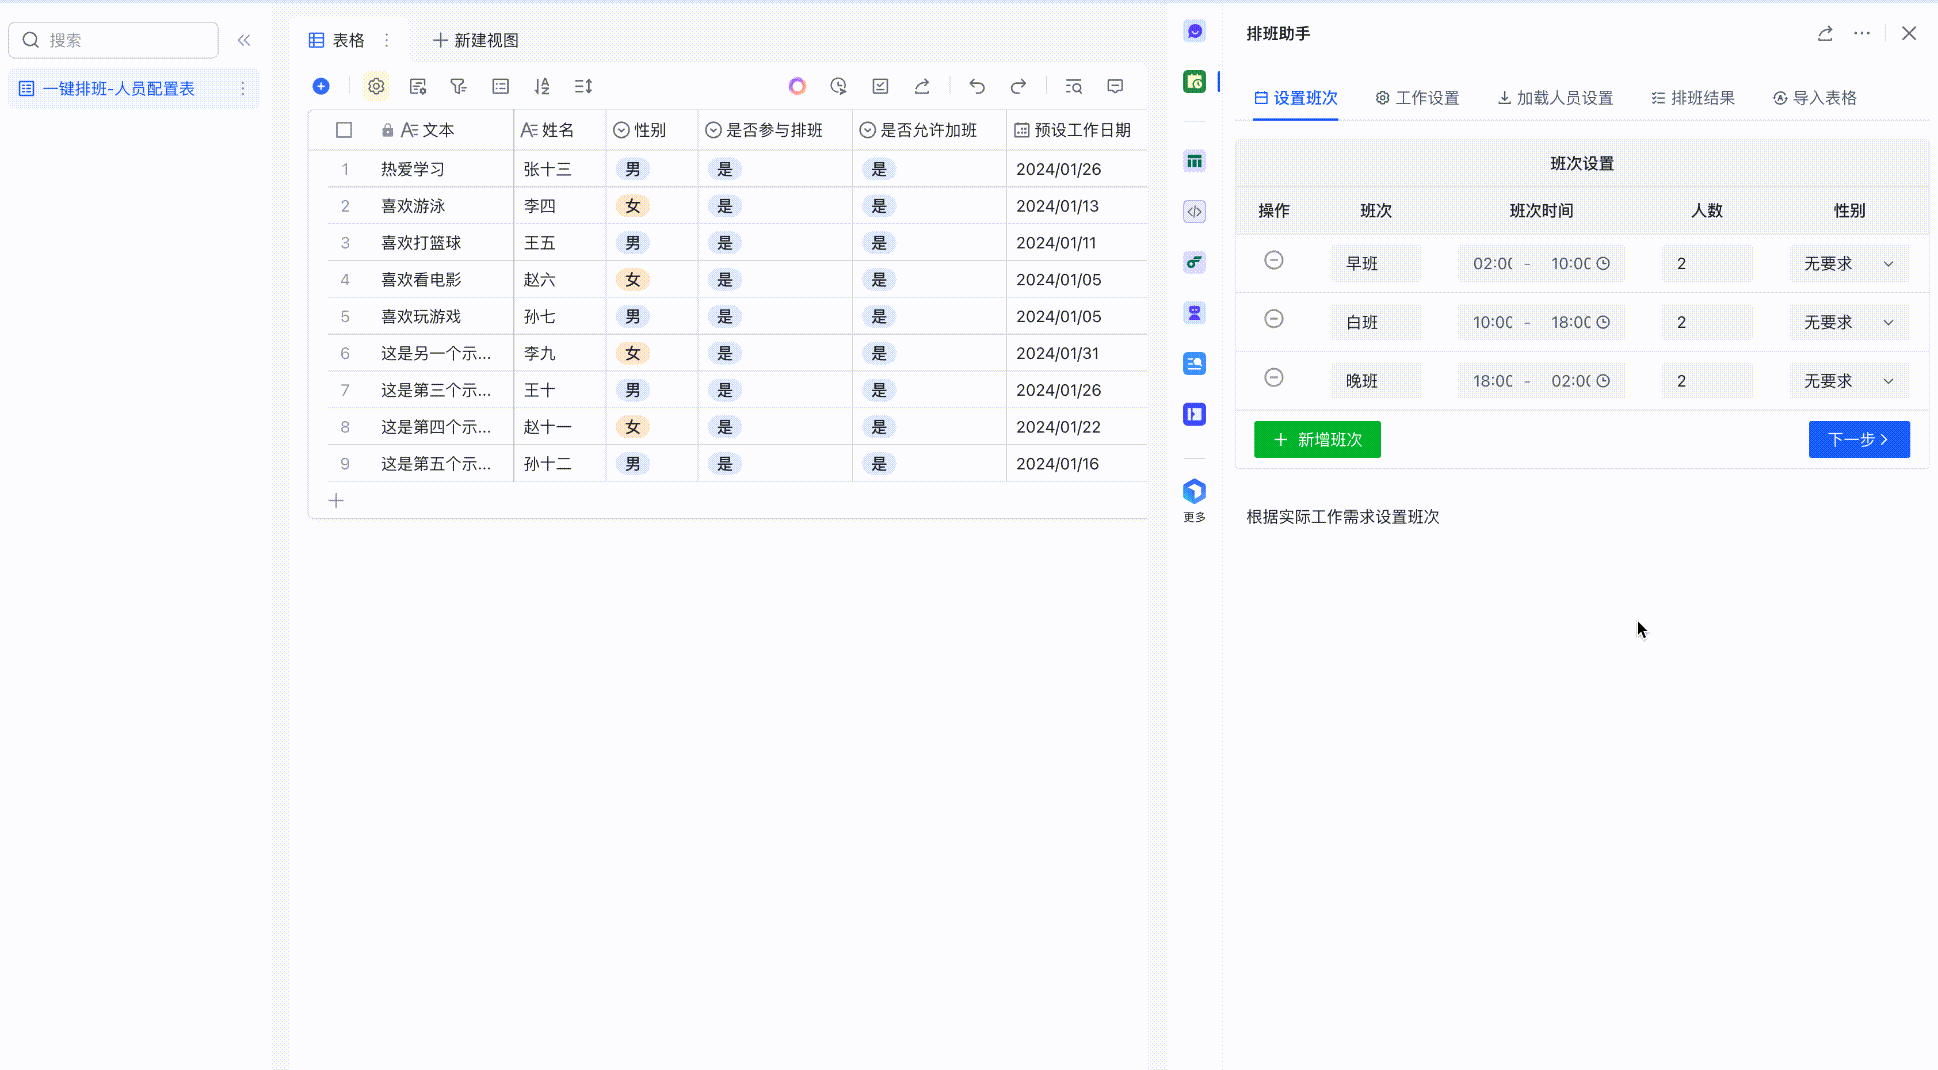 搜索
一键排班-人员配置表
表格
新建视图
文本 姓名 性别 是否参与排班 是否允许加班 预设工作日期
1 热爱学习 张十三 男 是 是 2024/01/26
2 喜欢游泳 李四 女 是 是 2024/01/13
3 喜欢打篮球 王五 男 是 是 2024/01/11
4 喜欢看电影 赵六 女 是 是 2024/01/05
5 喜欢玩游戏 孙七 男 是 是 2024/01/05
6 这是另一个示... 李九 女 是 是 2024/01/31
7 这是第三个示... 王十 男 是 是 2024/01/26
8 这是第四个示... 赵十一 女 是 是 2024/01/22
9 这是第五个示... 孙十二 男 是 是 2024/01/16
更多
排班助手
设置班次 工作设置 加载人员设置 排班结果 导入表格
班次设置
操作 班次 班次时间 人数 性别
早班 02:00 - 10:00 2 无要求
白班 10:00 - 18:00 2 无要求
晚班 18:00 - 02:00 2 无要求
新增班次 下一步
根据实际工作需求设置班次